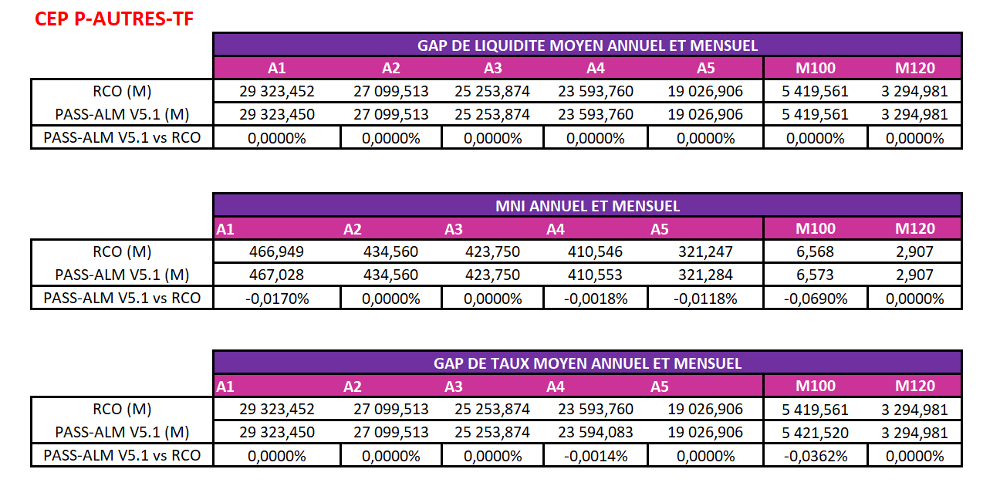 CEP P-AUTRES-TF
GAP DE LIQUIDITE MOYEN ANNUEL ET MENSUEL
A1 A2 A3 A4 A5 M100 M120
RCO (M) 29 323,452 27 099,513 25 253,874 23 593,760 19 026,906 5 419,561 3 294,981
PASS-ALM V5.1 (M) 29 323,450 27 099,513 25 253,874 23 593,760 19 026,906 5 419,561 3 294,981
PASS-ALM V5.1 vs RCO 0,0000% 0,0000% 0,0000% 0,0000% 0,0000% 0,0000% 0,0000%
MNI ANNUEL ET MENSUEL
A1 A2 A3 A4 A5 M100 M120
RCO (M) 466,949 434,560 423,750 410,546 321,247 6,568 2,907
PASS-ALM V5.1 (M) 467,028 434,560 423,750 410,553 321,284 6,573 2,907
PASS-ALM V5.1 vs RCO -0,0170% 0,0000% 0,0000% -0,0018% -0,0118% -0,0690% 0,0000%
GAP DE TAUX MOYEN ANNUEL ET MENSUEL
A1 A2 A3 A4 A5 M100 M120
RCO (M) 29 323,452 27 099,513 25 253,874 23 593,760 19 026,906 5 419,561 3 294,981
PASS-ALM V5.1 (M) 29 323,450 27 099,513 25 253,874 23 594,083 19 026,906 5 421,520 3 294,981
PASS-ALM V5.1 vs RCO 0,0000% 0,0000% 0,0000% -0,0014% 0,0000% -0,0362% 0,0000%